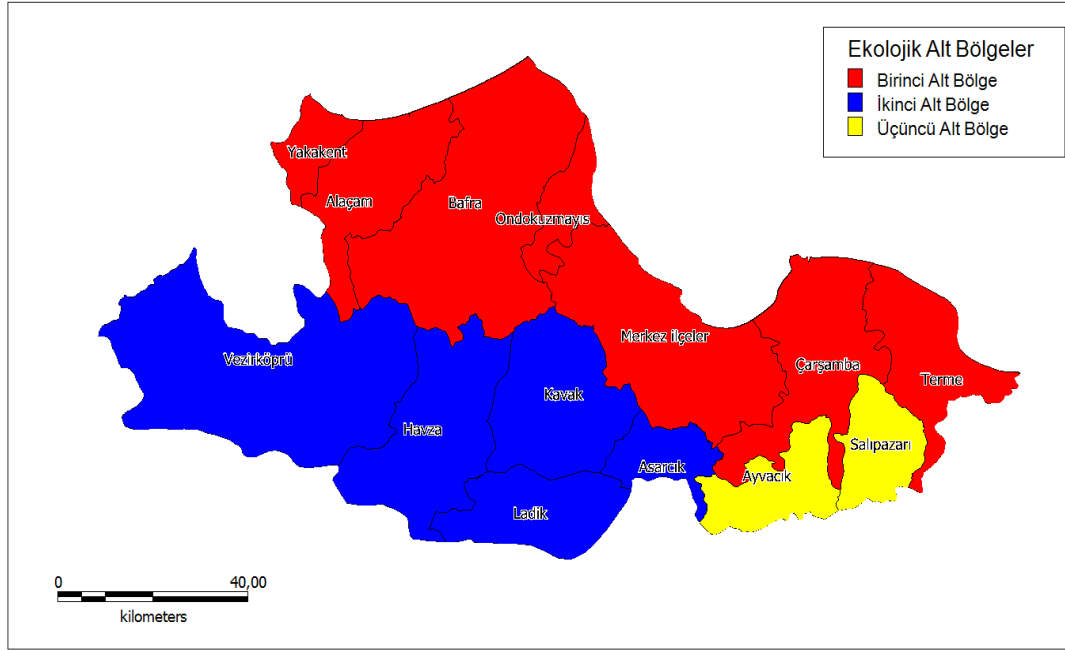 Ekolojik Alt Bölgeler
Birinci Alt Bölge
İkinci Alt Bölge
Üçüncü Alt Bölge
Yakakent
Alaçam
Bafra
Ondokuzmayıs
Merkez ilçeler
Vezirköprü
Çarşamba
Terme
Kavak
Havza
Salıpazarı
Asarcık
Ayvacık
Ladik
0 40,00
kilometers